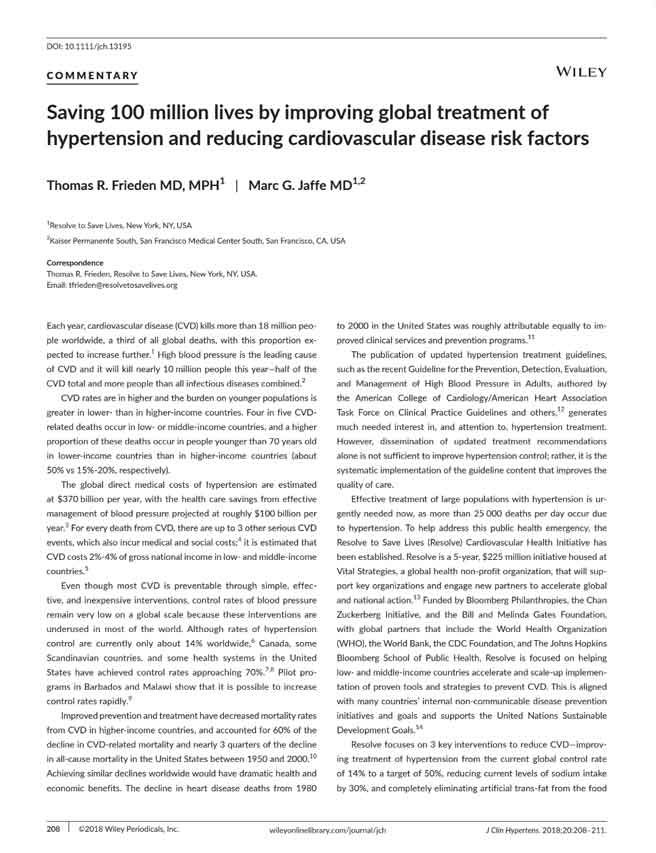 DOI: 10.1111/jch.13195
COMMENTARY
WILEY
Saving 100 million lives by improving global treatment of
hypertension and reducing cardiovascular disease risk factors
Thomas R. Frieden MD, MPH1 | Marc G. Jaffe MD1,2
1Resolve to Save Lives, New York, NY, USA
2Kaiser Permanente South, San Francisco Medical Center South, San Francisco, CA, USA
Correspondence
Thomas R. Frieden, Resolve to Save Lives, New York, NY, USA.
Email: tfrieden@resolvetosavelives.org
Each year, cardiovascular disease (CVD) kills more than 18 million peo-
ple worldwide, a third of all global deaths, with this proportion ex-
pected to increase further.1 High blood pressure is the leading cause
of CVD and it will kill nearly 10 million people this year—half of the
CVD total and more people than all infectious diseases combined.2
CVD rates are in higher and the burden on younger populations is
greater in lower- than in higher-income countries. Four in five CVD-
related deaths occur in low- or middle-income countries, and a higher
proportion of these deaths occur in people younger than 70 years old
in lower-income countries than in higher-income countries (about
50% vs 15%-20%, respectively).
The global direct medical costs of hypertension are estimated
at $370 billion per year, with the health care savings from effective
management of blood pressure projected at roughly $100 billion per
year.3 For every death from CVD, there are up to 3 other serious CVD
events, which also incur medical and social costs;4 it is estimated that
CVD costs 2%-4% of gross national income in low- and middle-income
countries.5
Even though most CVD is preventable through simple, effec-
tive, and inexpensive interventions, control rates of blood pressure
remain very low on a global scale because these interventions are
underused in most of the world. Although rates of hypertension
control are currently only about 14% worldwide,6 Canada, some
Scandinavian countries, and some health systems in the United
States have achieved control rates approaching 70%.7,8 Pilot pro-
grams in Barbados and Malawi show that it is possible to increase
control rates rapidly.9
Improved prevention and treatment have decreased mortality rates
from CVD in higher-income countries, and accounted for 60% of the
decline in CVD-related mortality and nearly 3 quarters of the decline
in all-cause mortality in the United States between 1950 and 2000.10
Achieving similar declines worldwide would have dramatic health and
economic benefits. The decline in heart disease deaths from 1980
to 2000 in the United States was roughly attributable equally to im-
proved clinical services and prevention programs.11
The publication of updated hypertension treatment guidelines,
such as the recent Guideline for the Prevention, Detection, Evaluation,
and Management of High Blood Pressure in Adults, authored by
the American College of Cardiology/American Heart Association
Task Force on Clinical Practice Guidelines and others,12 generates
much needed interest in, and attention to, hypertension treatment.
However, dissemination of updated treatment recommendations
alone is not sufficient to improve hypertension control; rather, it is the
systematic implementation of the guideline content that improves the
quality of care.
Effective treatment of large populations with hypertension is ur-
gently needed now, as more than 25 000 deaths per day occur due
to hypertension. To help address this public health emergency, the
Resolve to Save Lives (Resolve) Cardiovascular Health Initiative has
been established. Resolve is a 5-year, $225 million initiative housed at
Vital Strategies, a global health non-profit organization, that will sup-
port key organizations and engage new partners to accelerate global
and national action.13 Funded by Bloomberg Philanthropies, the Chan
Zuckerberg Initiative, and the Bill and Melinda Gates Foundation,
with global partners that include the World Health Organization
(WHO), the World Bank, the CDC Foundation, and The Johns Hopkins
Bloomberg School of Public Health, Resolve is focused on helping
low- and middle-income countries accelerate and scale-up implemen-
tation of proven tools and strategies to prevent CVD. This is aligned
with many countries' internal non-communicable disease prevention
initiatives and goals and supports the United Nations Sustainable
Development Goals.14
Resolve focuses on 3 key interventions to reduce CVD—improv-
ing treatment of hypertension from the current global control rate
of 14% to a target of 50%, reducing current levels of sodium intake
by 30%, and completely eliminating artificial trans-fat from the food
208 | ©2018 Wiley Periodicals, Inc.
wileyonlinelibrary.com/journal/jch
J Clin Hypertens. 2018;20:208–211.